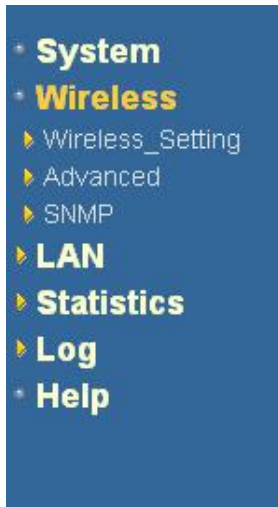 System
Wireless
Wireless_Setting
Advanced
SNMP
LAN
Statistics
Log
Help